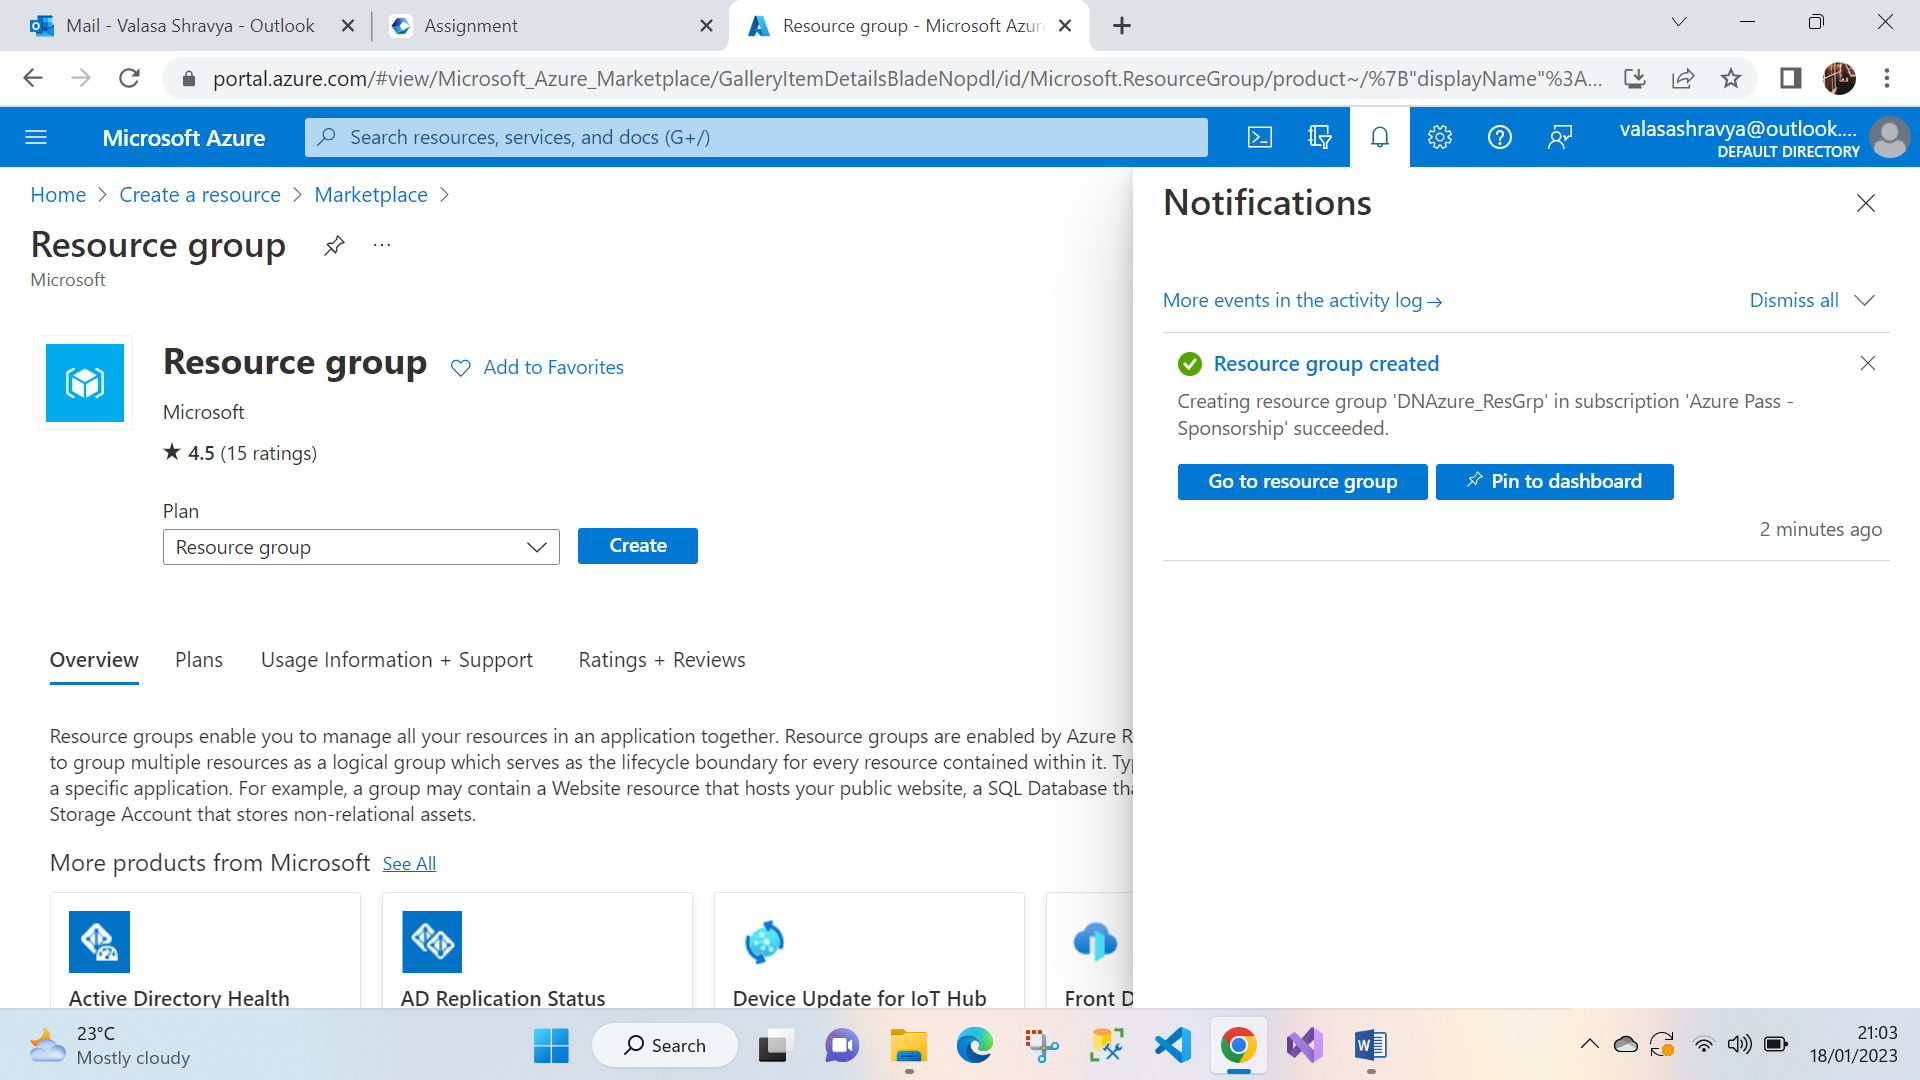 Mail - Valasa Shravya - Outlook
Assignment
Resource group - Microsoft Azur
portal.azure.com/#view/Microsoft_Azure_Marketplace/GalleryItemDetailsBladeNopdl/id/Microsoft.ResourceGroup/product~/%7B"displayName"%3A...
Microsoft Azure
Search resources, services, and docs (G+/)
valasashravya@outlook....
DEFAULT DIRECTORY
Home > Create a resource > Marketplace >
Resource group
...
Microsoft
Resource group
Add to Favorites
Microsoft
★ 4.5 (15 ratings)
Plan
Resource group
Create
Overview
Plans
Usage Information + Support
Ratings + Reviews
Resource groups enable you to manage all your resources in an application together. Resource groups are enabled by Azure R
to group multiple resources as a logical group which serves as the lifecycle boundary for every resource contained within it. Ty
a specific application. For example, a group may contain a Website resource that hosts your public website, a SQL Database tha
Storage Account that stores non-relational assets.
More products from Microsoft See All
Active Directory Health
AD Replication Status
Device Update for IoT Hub
Front D
Notifications
More events in the activity log →
Dismiss all
Resource group created
Creating resource group 'DNAzure_ResGrp' in subscription 'Azure Pass -
Sponsorship' succeeded.
Go to resource group
Pin to dashboard
2 minutes ago
23°C
Mostly cloudy
Search
21:03
18/01/2023